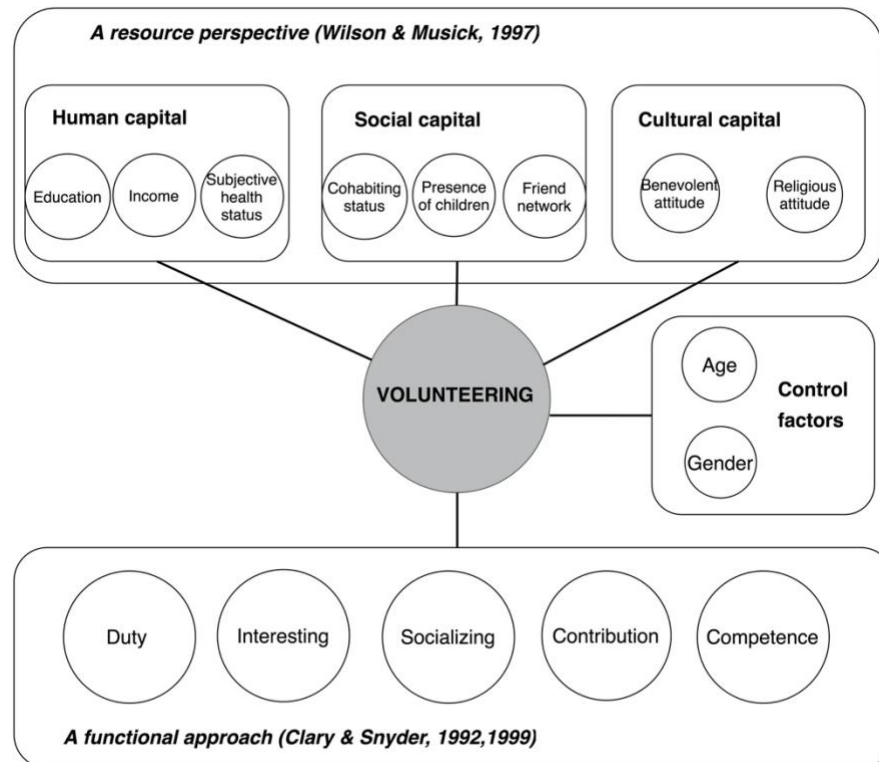 A resource perspective (Wilson & Musick, 1997)
Human capital
Education
Income
Subjective
health
status
Social capital
Cohabiting
status
Presence
of children
Friend
network
Cultural capital
Benevolent
attitude
Religious
attitude
VOLUNTEERING
Age
Gender
Control
factors
Duty
Interesting
Socializing
Contribution
Competence
A functional approach (Clary & Snyder, 1992,1999)